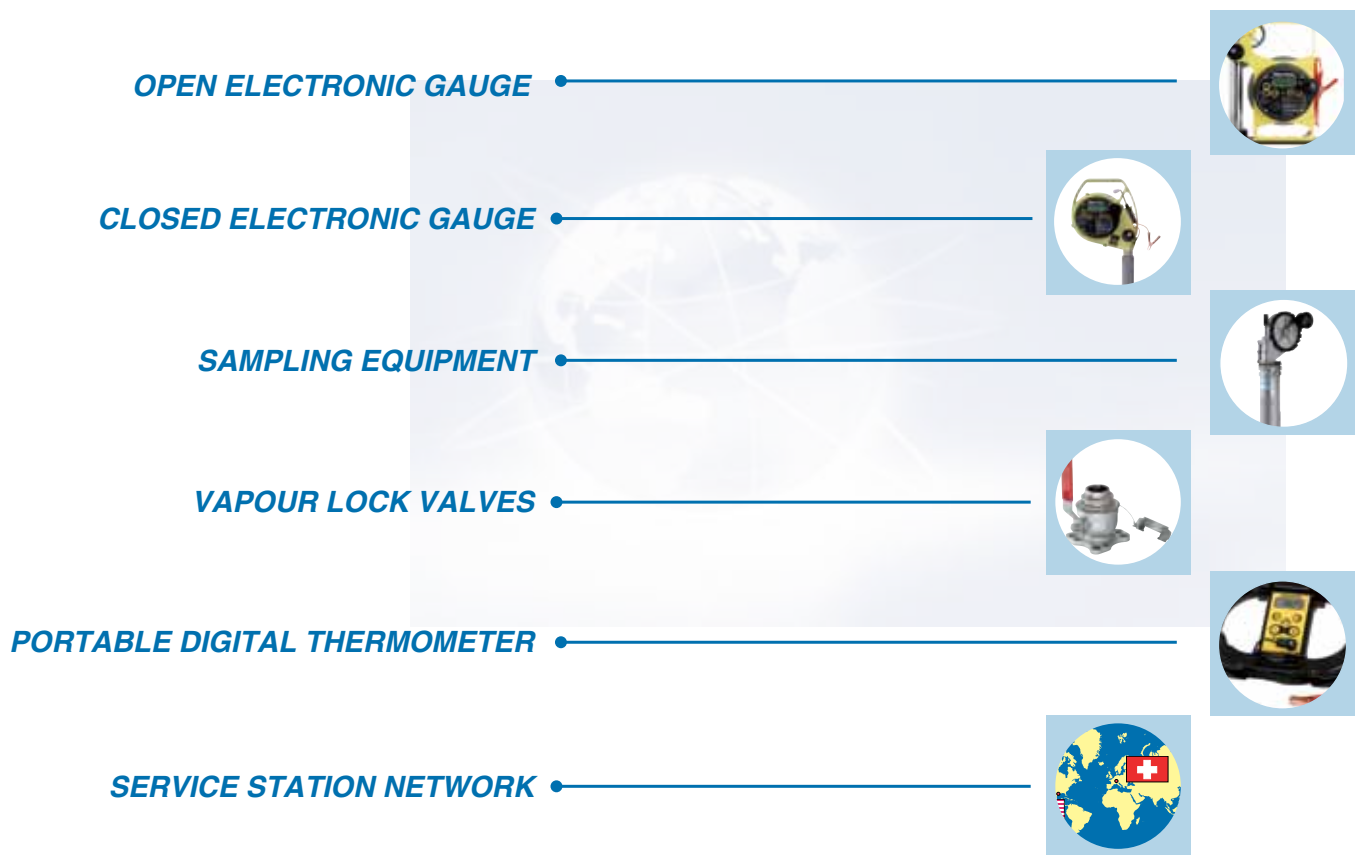 OPEN ELECTRONIC GAUGE
CLOSED ELECTRONIC GAUGE
SAMPLING EQUIPMENT
VAPOUR LOCK VALVES
PORTABLE DIGITAL THERMOMETER
SERVICE STATION NETWORK